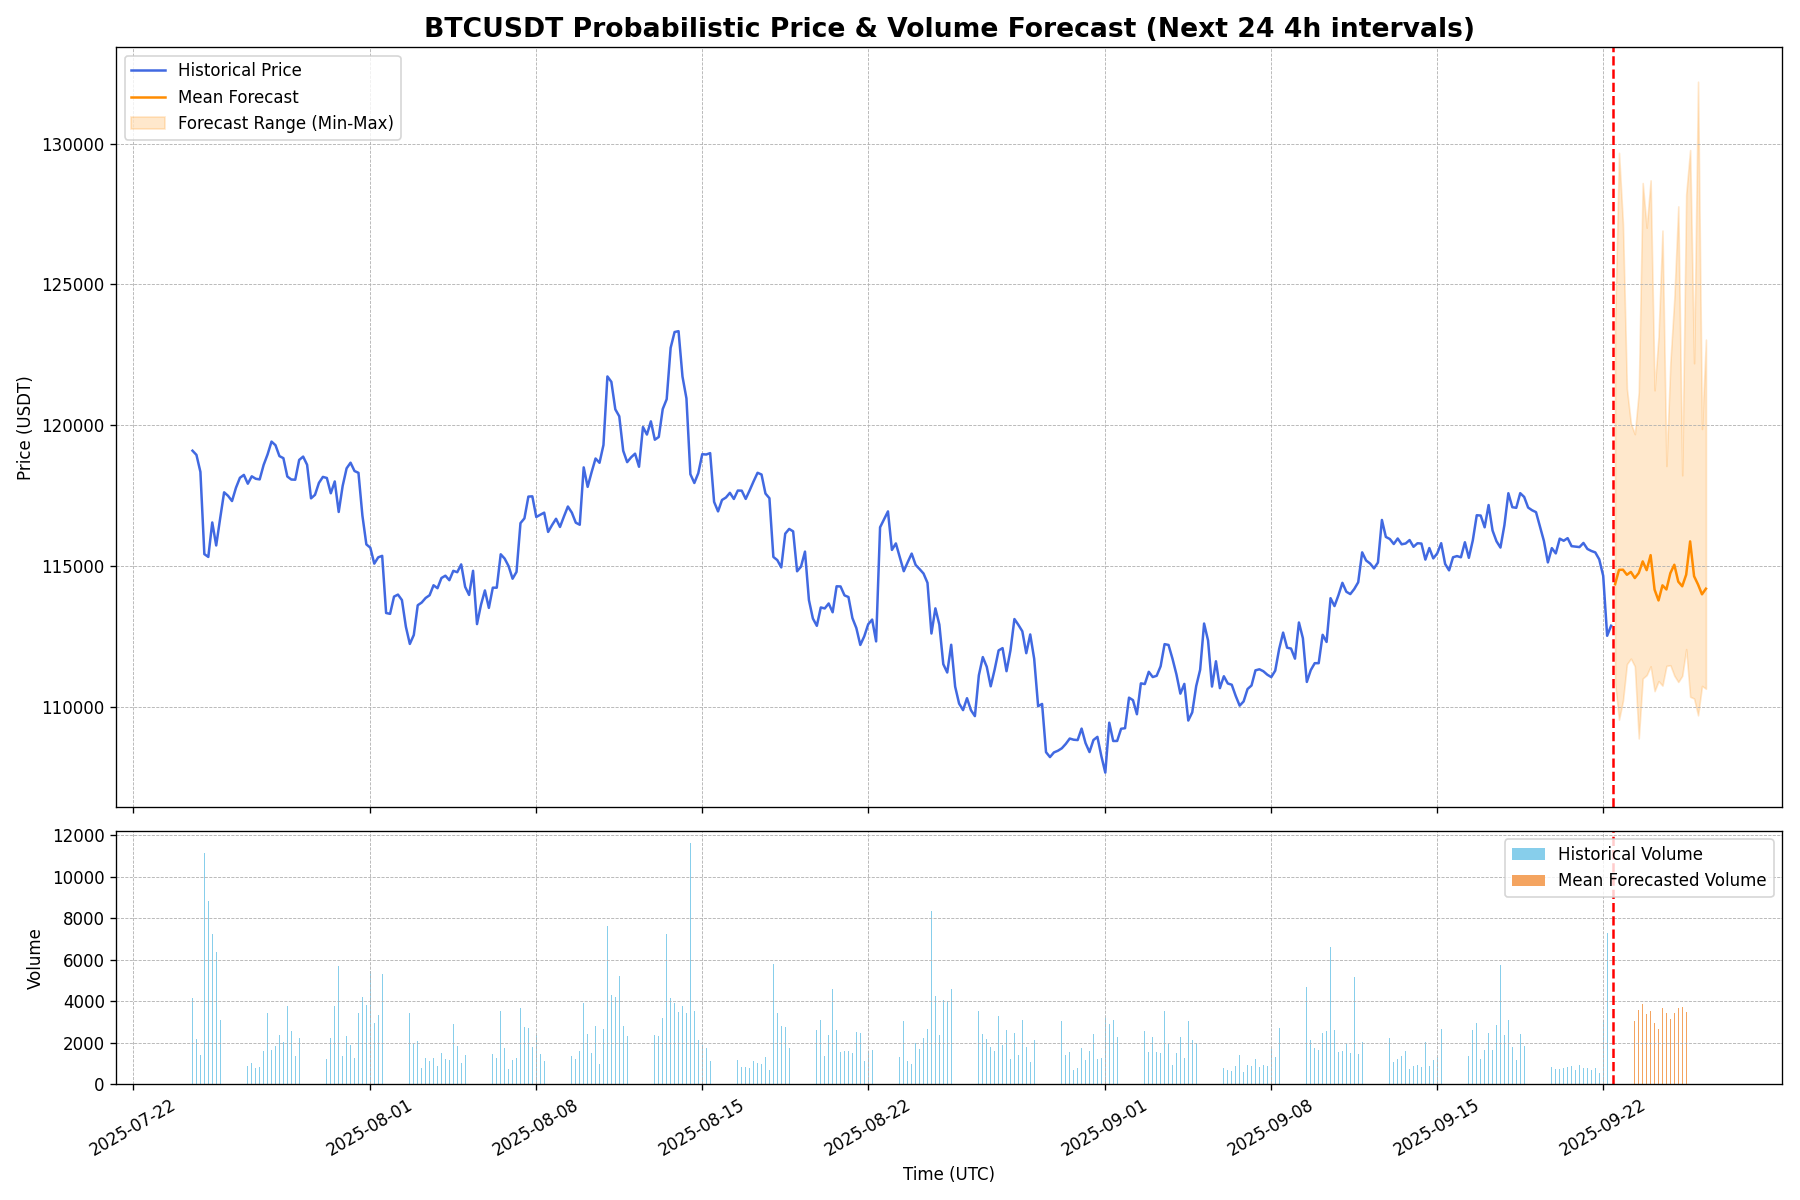 BTCUSDT Probabilistic Price & Volume Forecast (Next 24 4h intervals)
Historical Price
Mean Forecast
Forecast Range (Min-Max)
130000
125000
120000
115000
110000
Price (USDT)
Historical Volume
Mean Forecasted Volume
12000
10000
8000
6000
4000
2000
0
Volume
2025-07-22
2025-08-01
2025-08-08
2025-08-15
2025-08-22
2025-09-01
2025-09-08
2025-09-15
2025-09-22
Time (UTC)